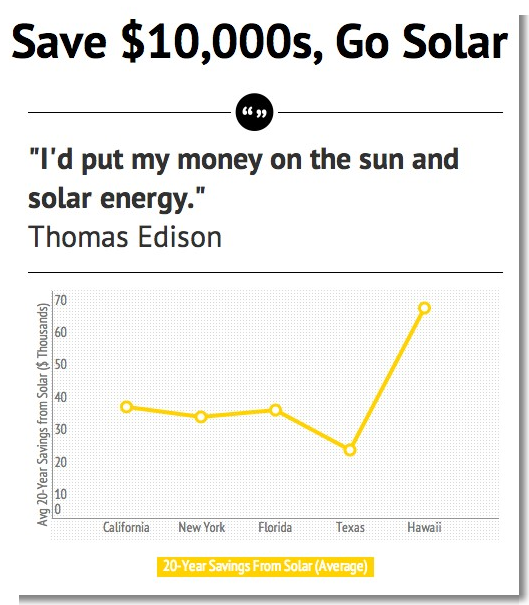 Save $10,000s, Go Solar
“ ”
"I'd put my money on the sun and
solar energy."
Thomas Edison
Avg 20-Year Savings from Solar ($ Thousands)
70
60
50
40
30
20
10
0
California New York Florida Texas Hawaii
20-Year Savings From Solar (Average)